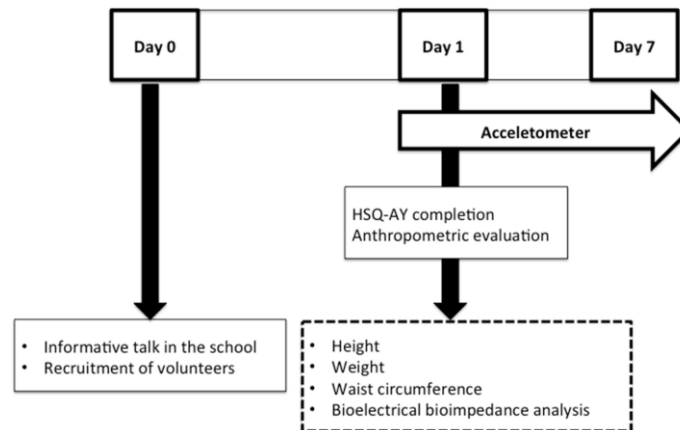 Day 0
Day 1
Day 7
Acceletometer
HSQ-AY completion
Anthropometric evaluation
• Informative talk in the school
• Recruitment of volunteers
• Height
• Weight
• Waist circumference
• Bioelectrical bioimpedance analysis